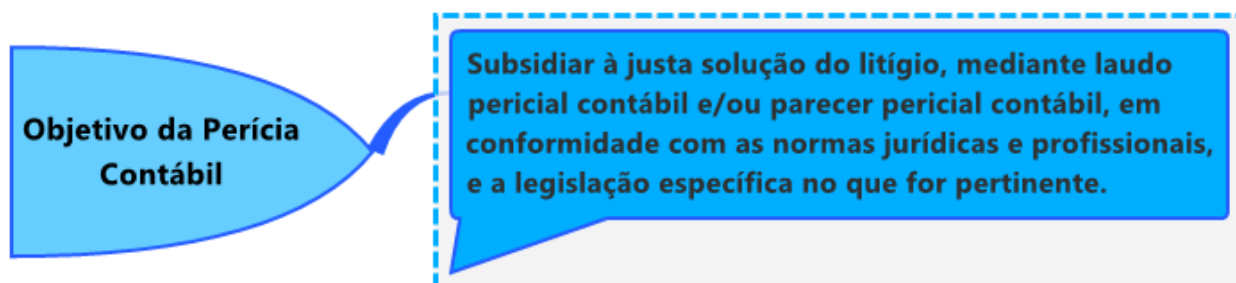 Objetivo da Perícia
Contábil
Subsidiar à justa solução do litígio, mediante laudo
pericial contábil e/ou parecer pericial contábil, em
conformidade com as normas jurídicas e profissionais,
e a legislação específica no que for pertinente.